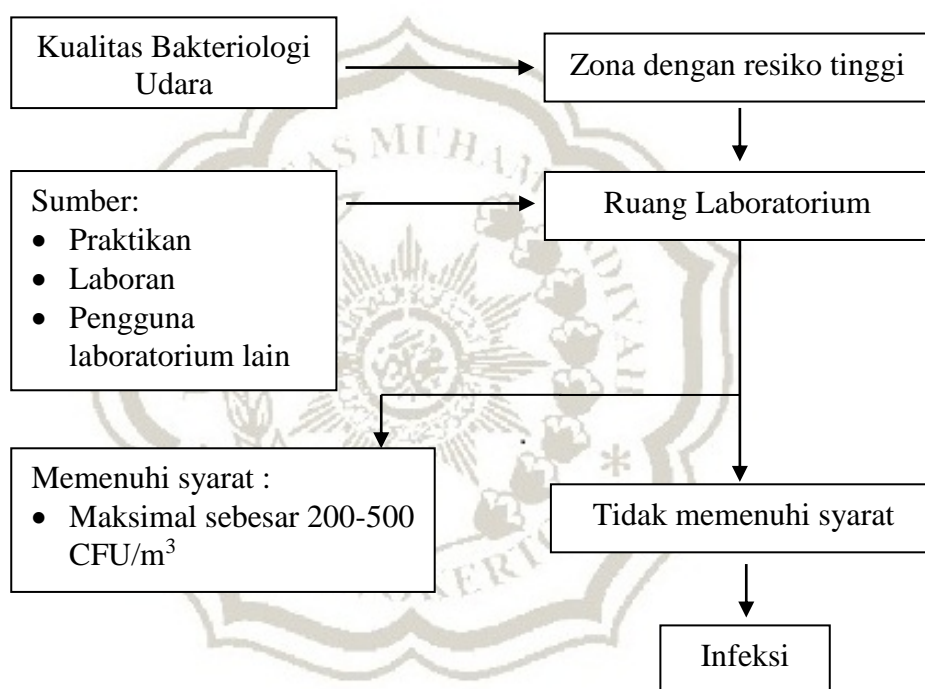 Kualitas Bakteriologi
Udara
Zona dengan resiko tinggi
Sumber:
• Praktikan
• Laboran
• Pengguna
laboratorium lain
Ruang Laboratorium
Memenuhi syarat :
• Maksimal sebesar 200-500
CFU/m³
Tidak memenuhi syarat
Infeksi